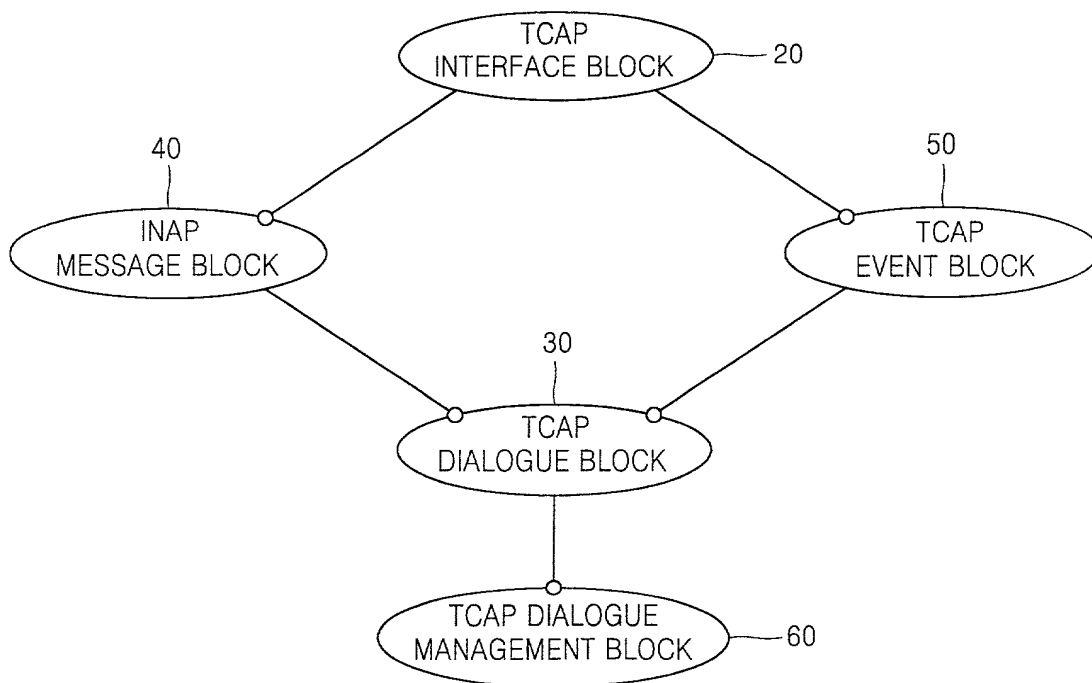 TCAP
INTERFACE BLOCK
20
40
50
INAP
MESSAGE BLOCK
TCAP
EVENT BLOCK
30
TCAP
DIALOGUE BLOCK
TCAP DIALOGUE
MANAGEMENT BLOCK
60